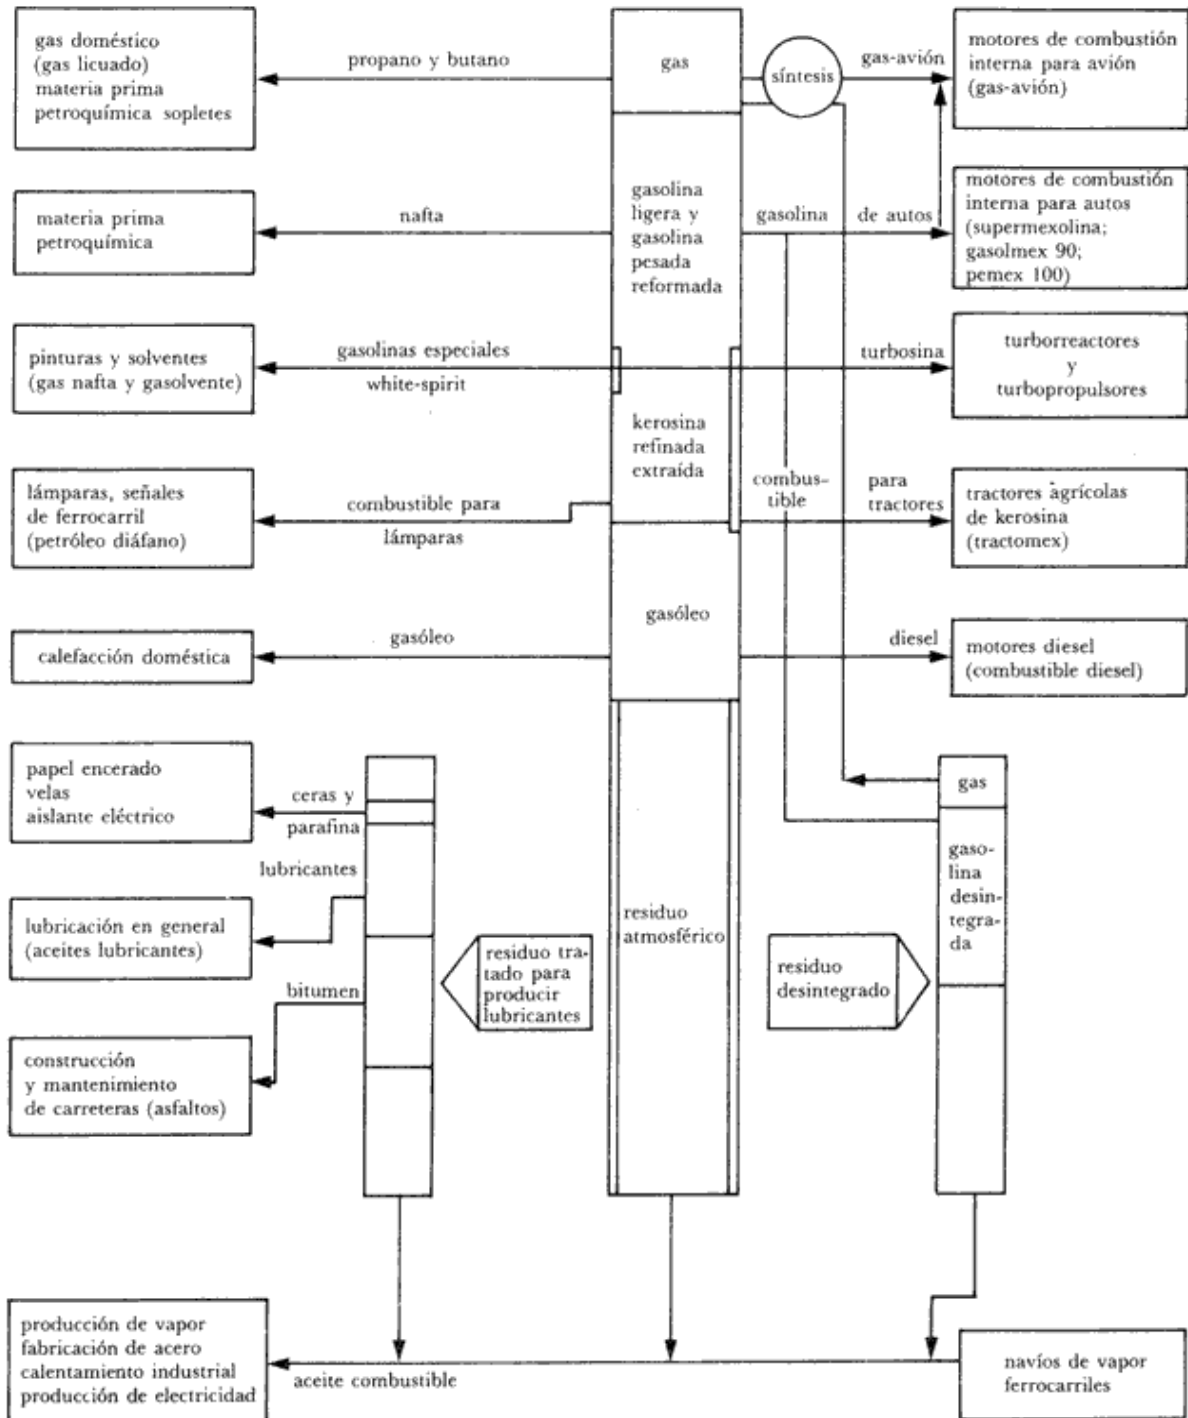 gas doméstico
(gas licuado)
materia prima
petroquímica sopletes
propano y butano
gas
síntesis
gas-avión
motores de combustión
interna para avión
(gas-avión)
materia prima
petroquímica
nafta
gasolina
ligera y
gasolina
pesada
reformada
gasolina
de autos
motores de combustión
interna para autos
(supermexolina;
gasolmex 90;
pemex 100)
pinturas y solventes
(gas nafta y gasolvente)
gasolinas especiales
white-spirit
turbosina
turborreactores
y
turbopropulsores
kerosina
refinada
extraída
lámparas, señales
de ferrocarril
(petróleo diáfano)
combustible para
lámparas
combus-
tible
para
tractores
tractores agrícolas
de kerosina
(tractomex)
gasóleo
calefacción doméstica
gasóleo
diesel
motores diesel
(combustible diesel)
papel encerado
velas
aislante eléctrico
ceras y
parafina
lubricantes
lubricación en general
(aceites lubricantes)
bitumen
construcción
y mantenimiento
de carreteras (asfaltos)
residuo tra-
tado para
producir
lubricantes
residuo
atmosférico
residuo
desintegrado
gas
gaso-
lina
desin-
tegra-
da
producción de vapor
fabricación de acero
calentamiento industrial
producción de electricidad
aceite combustible
navíos de vapor
ferrocarriles